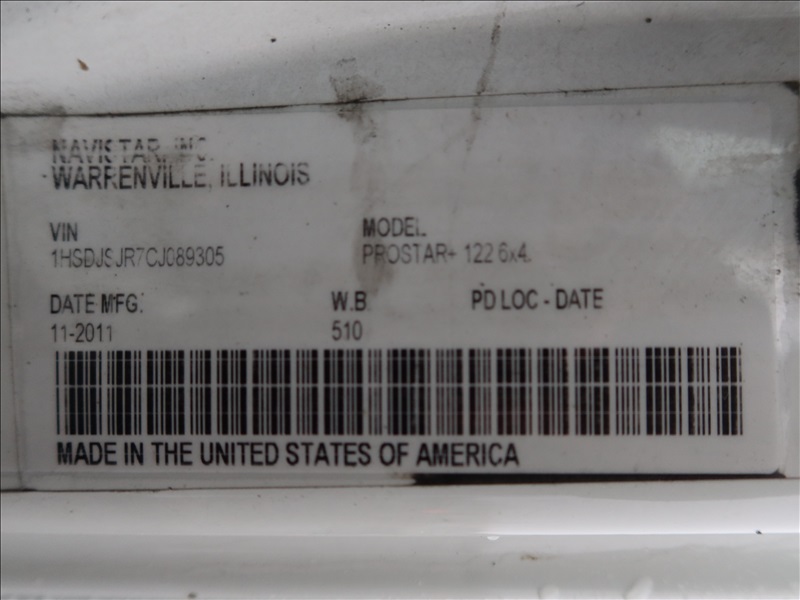 NAVISTAR, INC.
WARRENVILLE, ILLINOIS
VIN MODEL
1HSDJSJR7CJ089305 PROSTAR+ 122 6x4
DATE MFG. W.B. PD LOC - DATE
11-2011 510
MADE IN THE UNITED STATES OF AMERICA